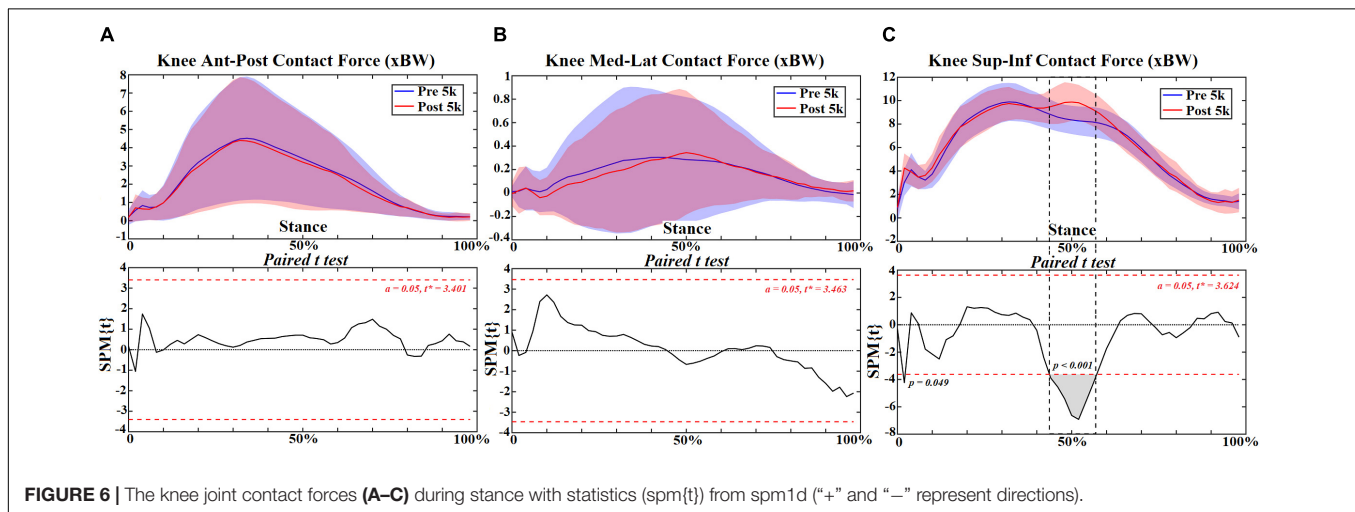 A
Knee Ant-Post Contact Force (xBW)
8
7
6
5
4
3
2
1
0
-1
Pre 5k
Post 5k
Stance
0
50%
100%
Paired t test
4
3
2
1
0
-1
-2
-3
-4
SPM{t}
a = 0.05, t* = 3.401
0
50%
100%
B
Knee Med-Lat Contact Force (xBW)
1
0.8
0.6
0.4
0.2
0
-0.2
-0.4
Pre 5k
Post 5k
Stance
0
50%
100%
Paired t test
4
3
2
1
0
-1
-2
-3
-4
SPM{t}
a = 0.05, t* = 3.463
0
50%
100%
C
Knee Sup-Inf Contact Force (xBW)
12
10
8
6
4
2
0
-2
Pre 5k
Post 5k
Stance
0
50%
100%
Paired t test
4
2
0
-2
-4
-6
-8
SPM{t}
a = 0.05, t* = 3.624
p = 0.049
p < 0.001
0
50%
100%
FIGURE 6 | The knee joint contact forces (A–C) during stance with statistics (spm{t}) from spm1d (“+” and “−” represent directions).